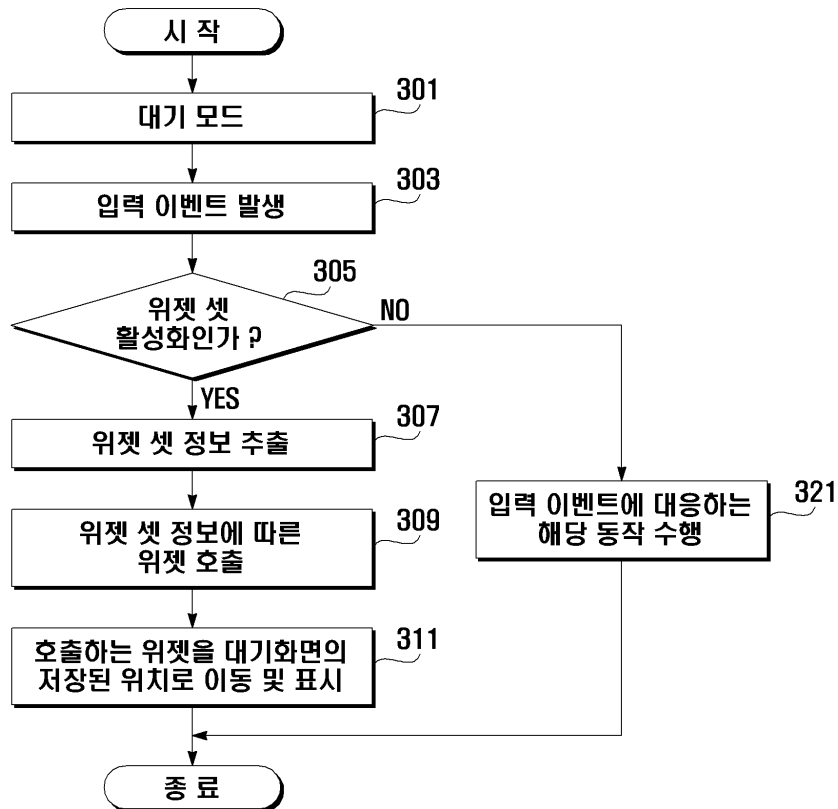 시 작
301
대기 모드
303
입력 이벤트 발생
305
위젯 셋
활성화인가 ?
NO
YES
307
위젯 셋 정보 추출
309
위젯 셋 정보에 따른
위젯 호출
321
입력 이벤트에 대응하는
해당 동작 수행
311
호출하는 위젯을 대기화면의
저장된 위치로 이동 및 표시
종 료